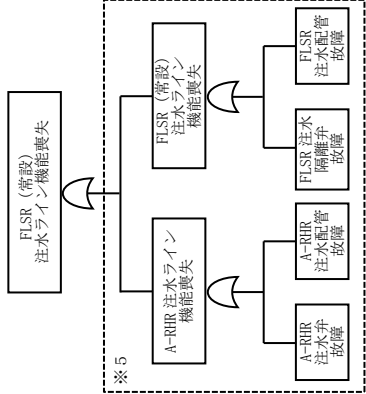 FLSR（常設）
注水ライン機能喪失
※５
A-RHR 注水ライン
機能喪失
FLSR（常設）
注水ライン
機能喪失
A-RHR
注水弁
故障
A-RHR
注水配管
故障
FLSR 注水
隔離弁
故障
FLSR
注水配管
故障